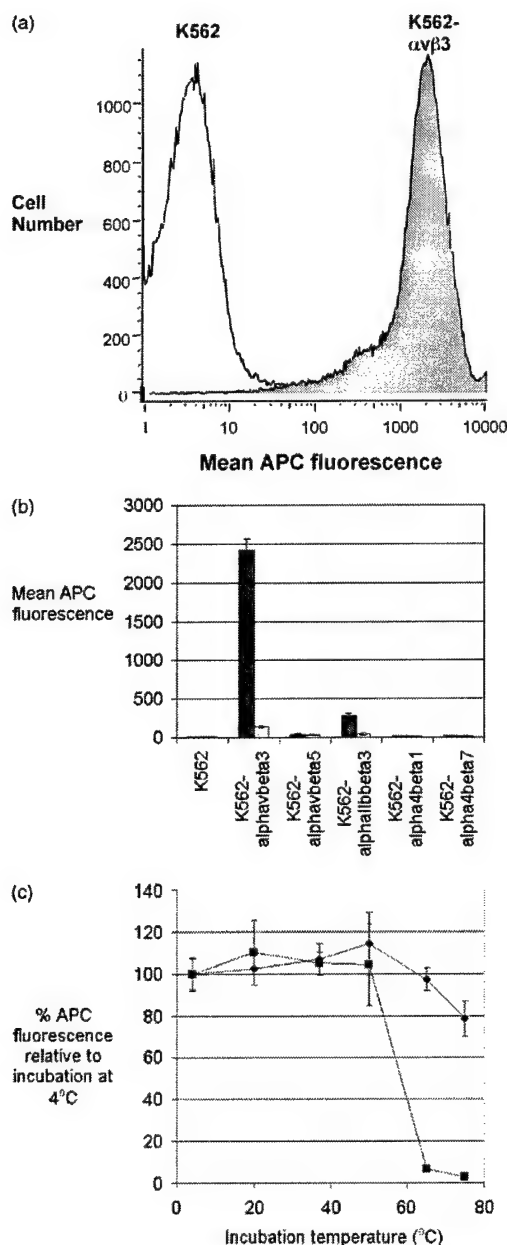 (a)
K562
K562-
αvβ3
1000
800
Cell
Number
600
400
200
0
1
10
100
1000
10000
Mean APC fluorescence
(b)
3000
2500
Mean APC
fluorescence
2000
1500
1000
500
0
K562
K562-
alphavbeta3
K562-
alphavbeta5
K562-
alphaIIbbeta3
K562-
alpha4beta1
K562-
alpha4beta7
(c)
140
120
100
% APC
fluorescence
relative to
incubation at
4°C
80
60
40
20
0
0
20
40
60
80
Incubation temperature (°C)